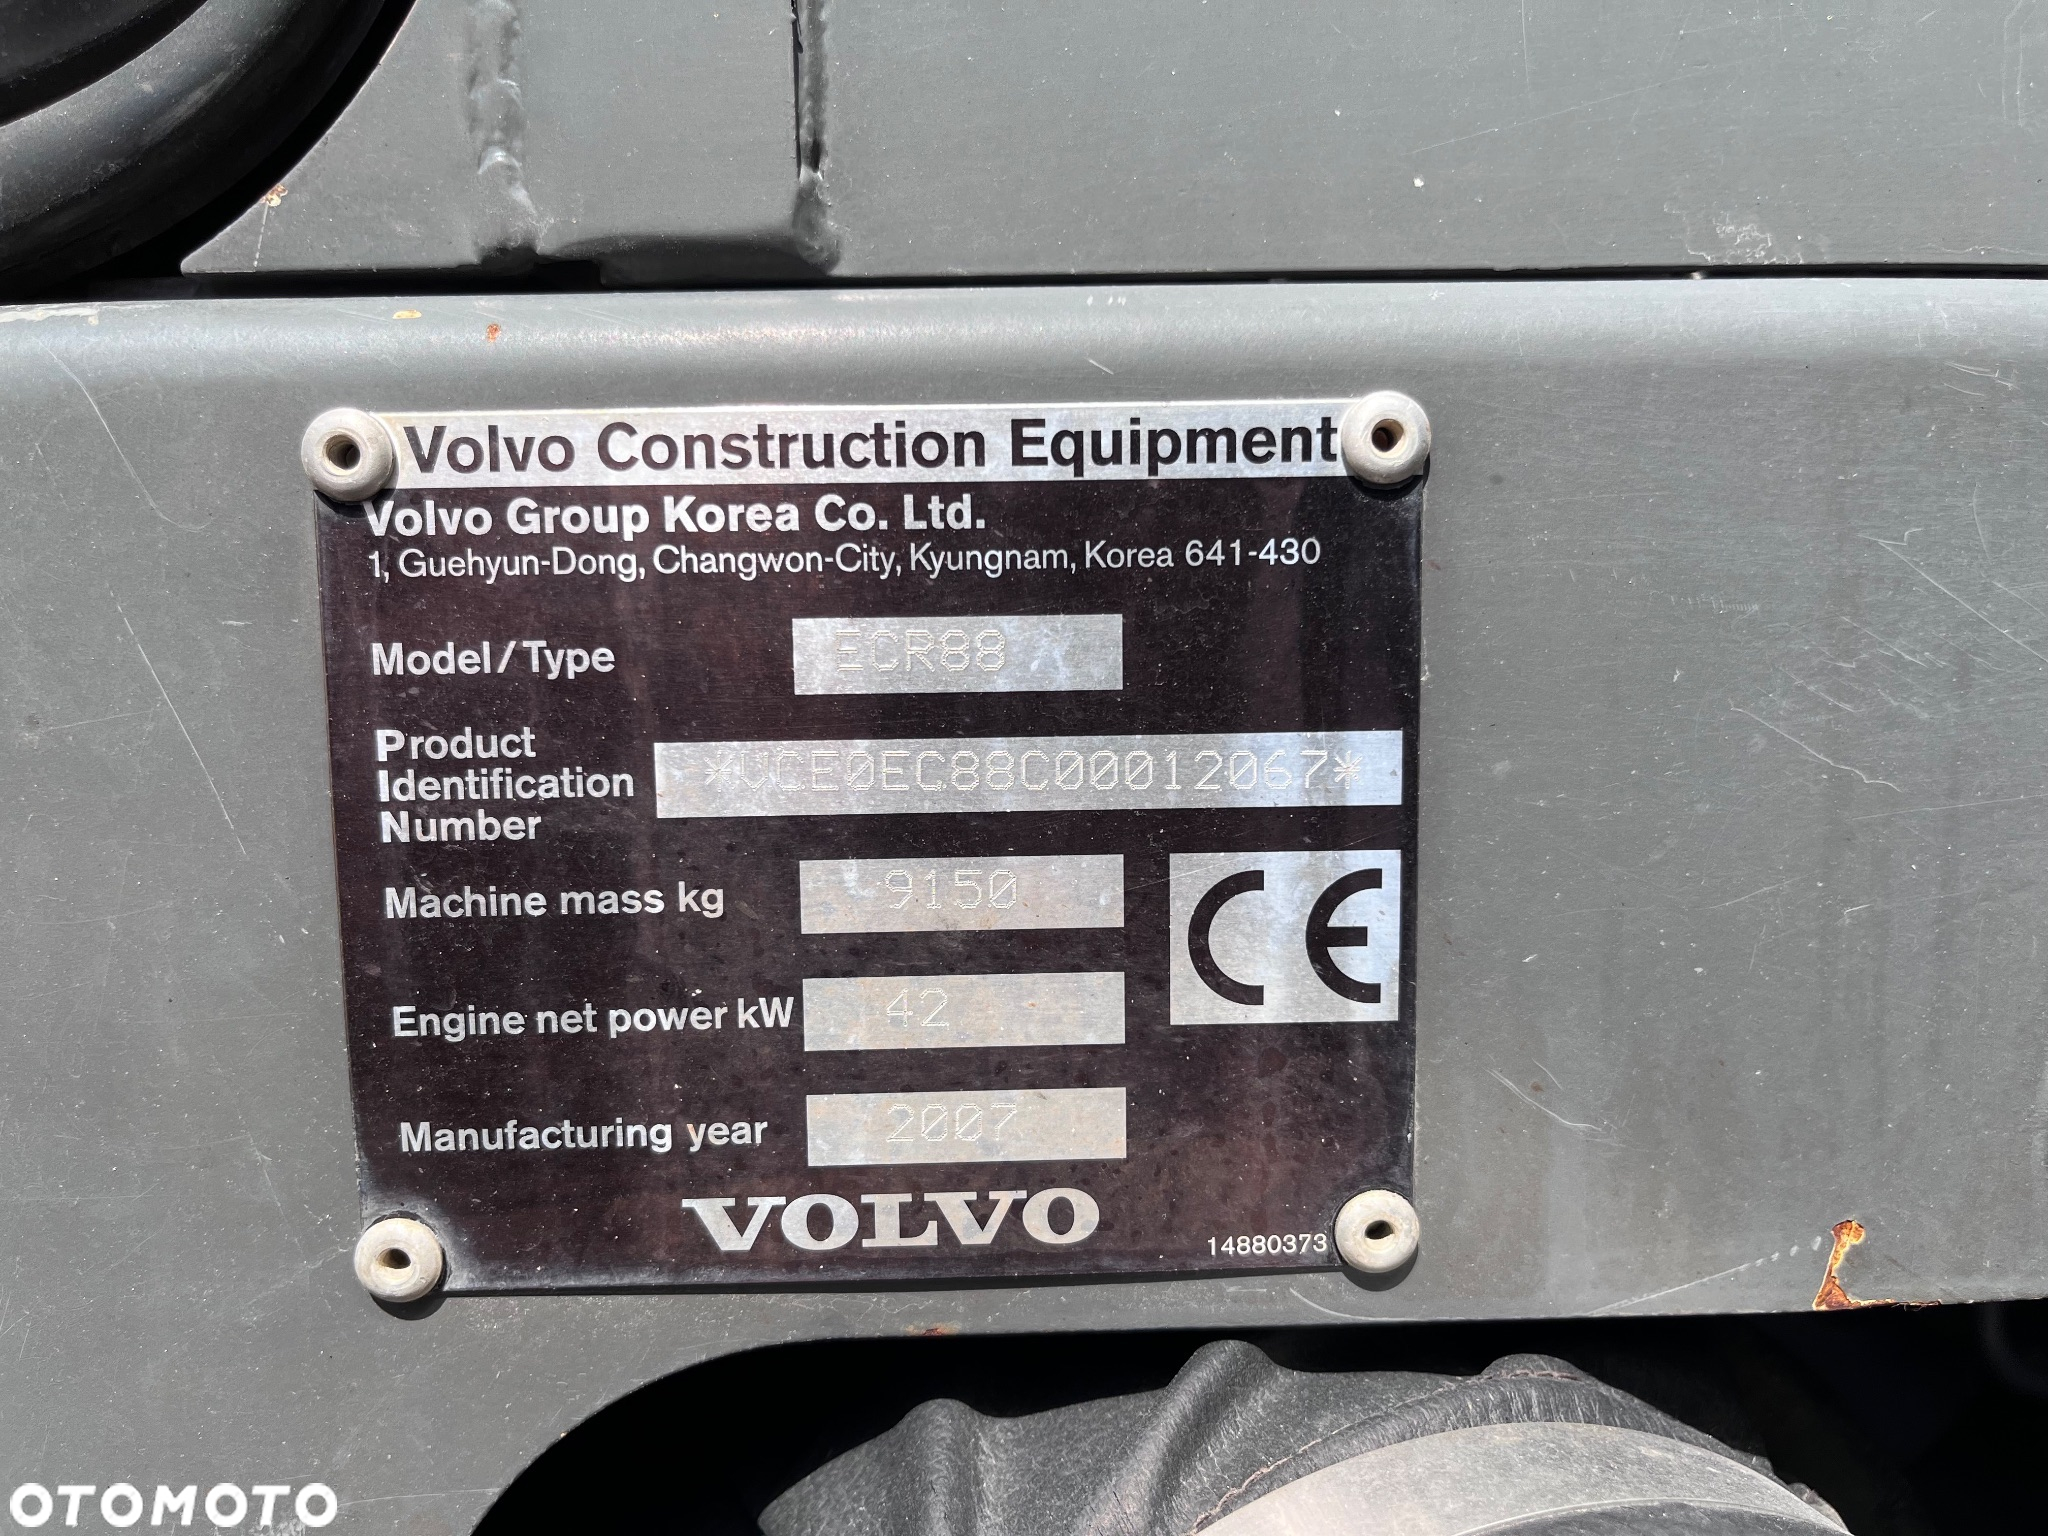 Volvo Construction Equipment
Volvo Group Korea Co. Ltd.
1, Guehyun-Dong, Changwon-City, Kyungnam, Korea 641-430
Model/Type ECR88
Product
Identification
Number
*VCE0EC88C00012067*
Machine mass kg 9150
CE
Engine net power kW 42
Manufacturing year 2007
VOLVO
14880373
OTOMOTO